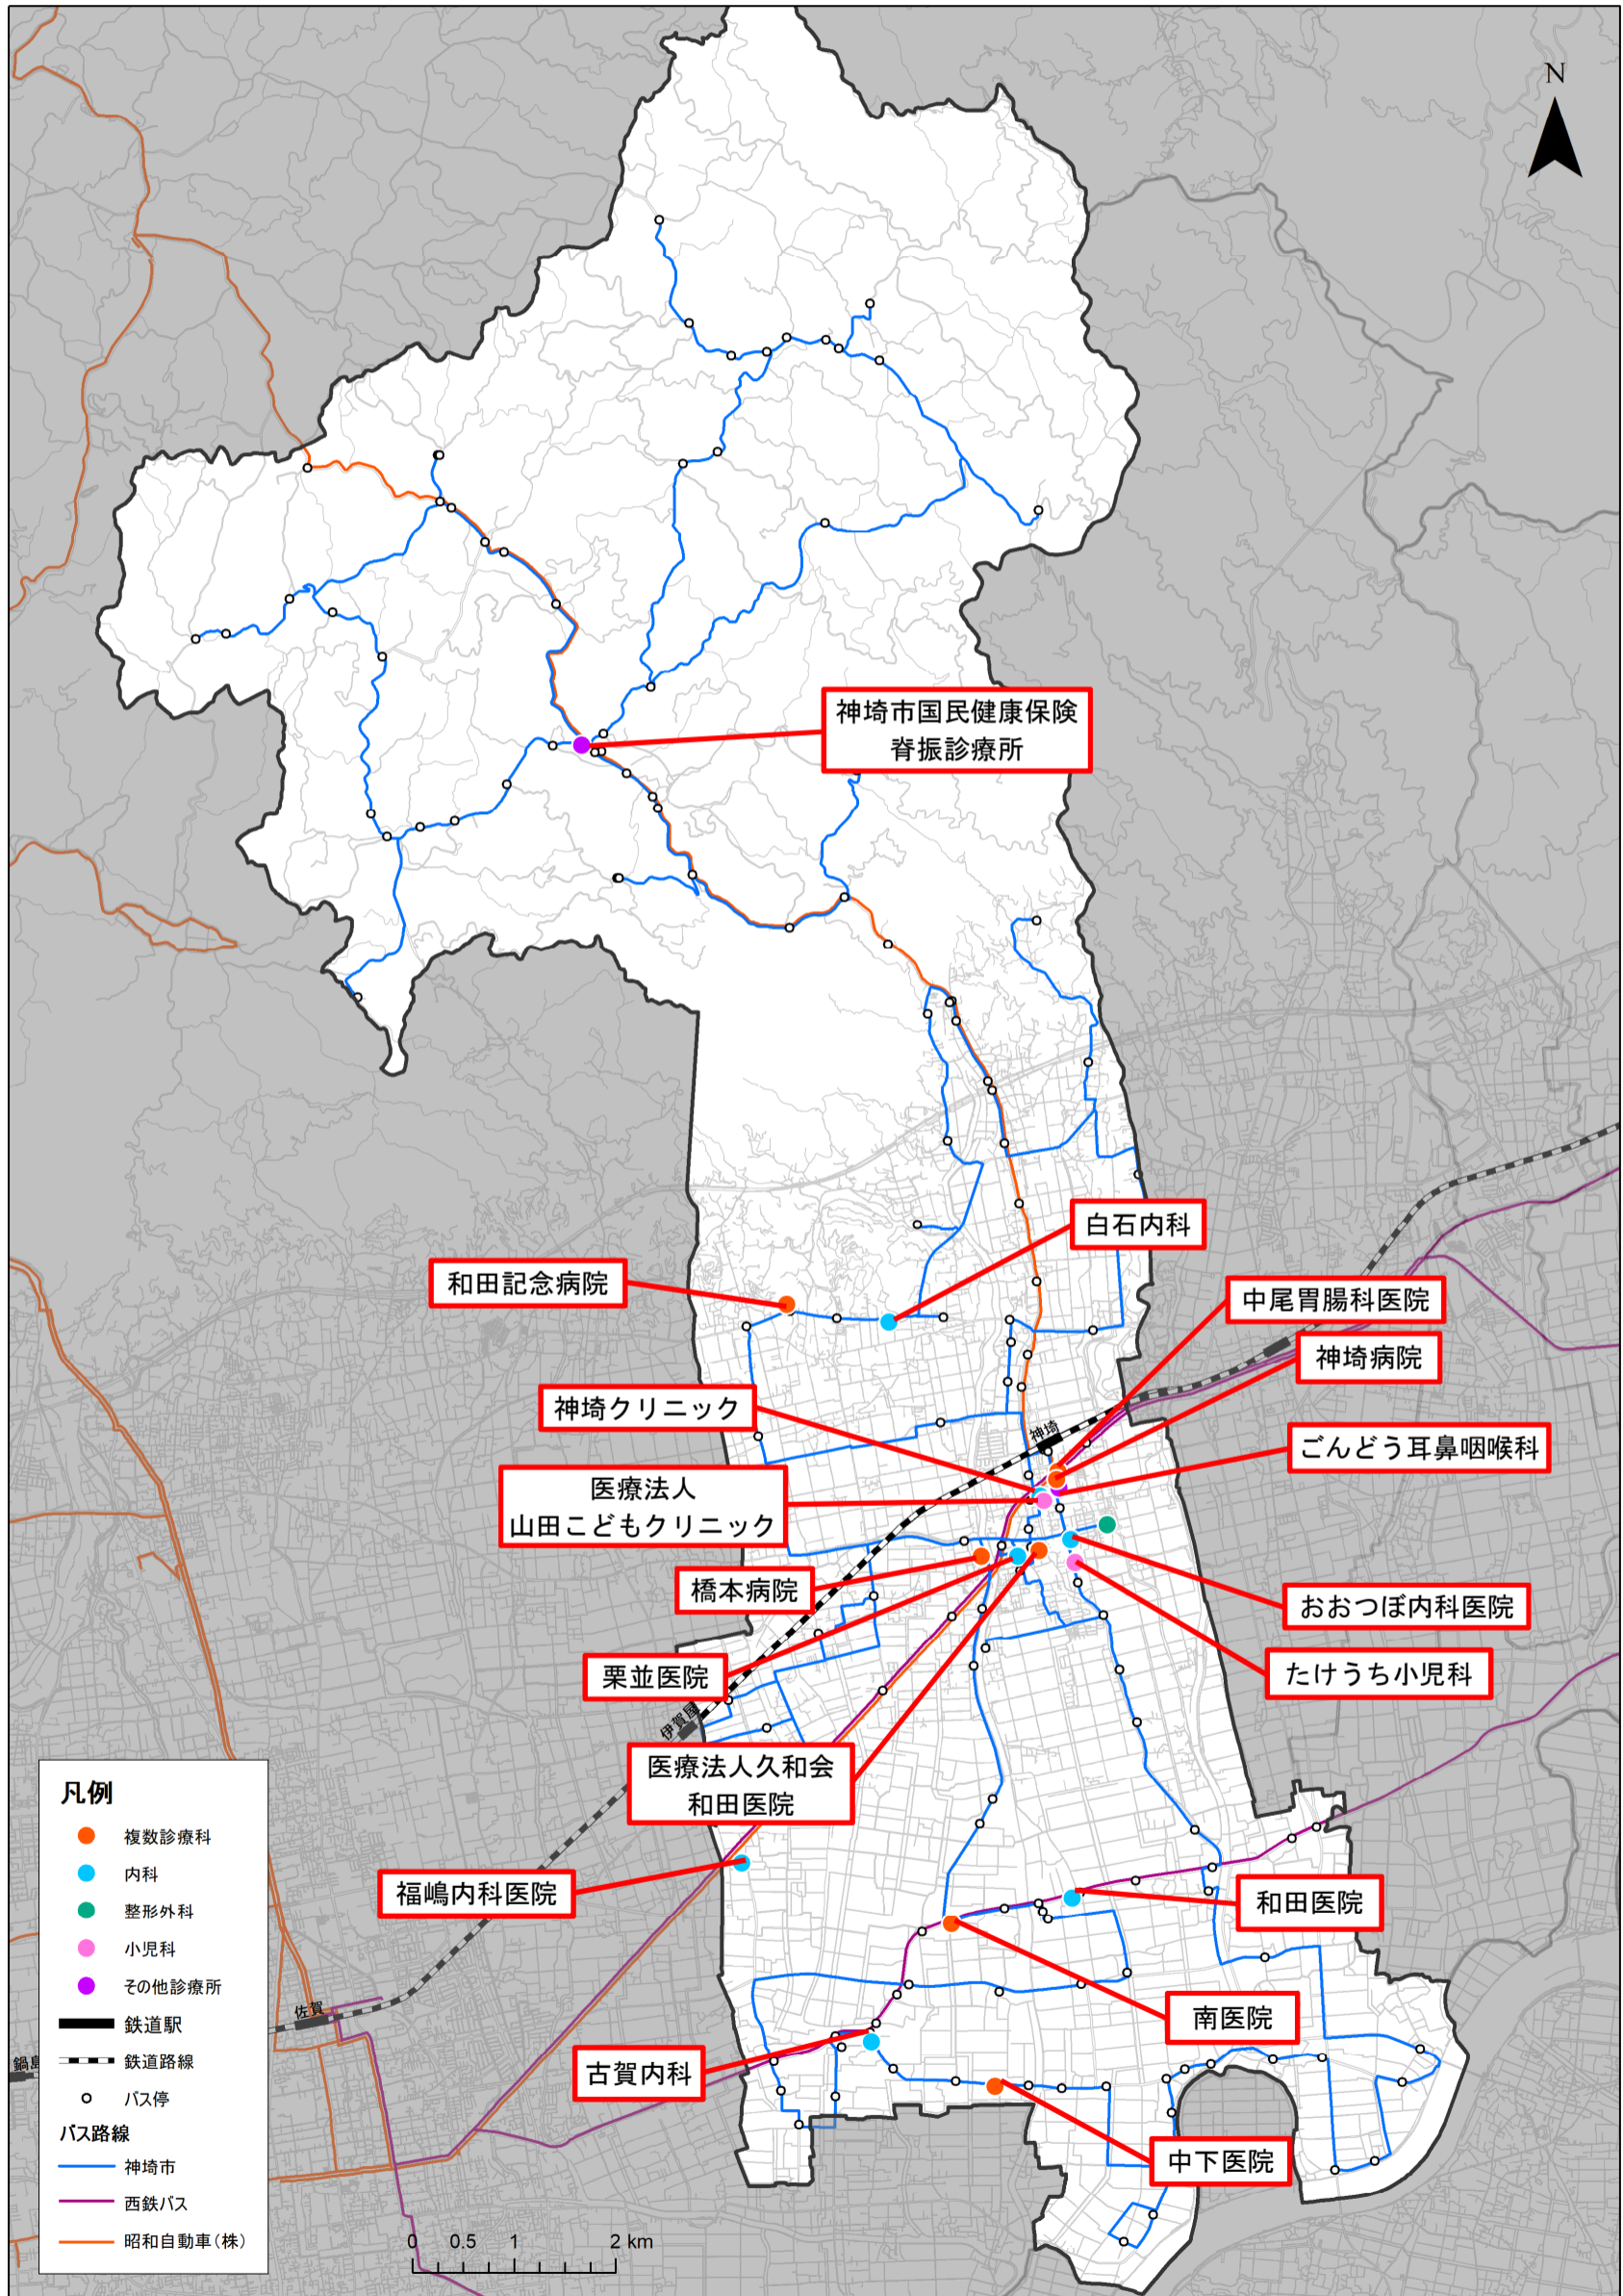 N
神埼市国民健康保険
脊振診療所
白石内科
和田記念病院
中尾胃腸科医院
神埼病院
神埼クリニック
神埼
ごんどう耳鼻咽喉科
医療法人
山田こどもクリニック
橋本病院
おおつぼ内科医院
栗並医院
たけうち小児科
伊賀屋
医療法人久和会
和田医院
福嶋内科医院
和田医院
南医院
古賀内科
中下医院
佐賀
鍋島
凡例
複数診療科
内科
整形外科
小児科
その他診療所
鉄道駅
鉄道路線
バス停
バス路線
神埼市
西鉄バス
昭和自動車(株)
0 0.5 1 2 km